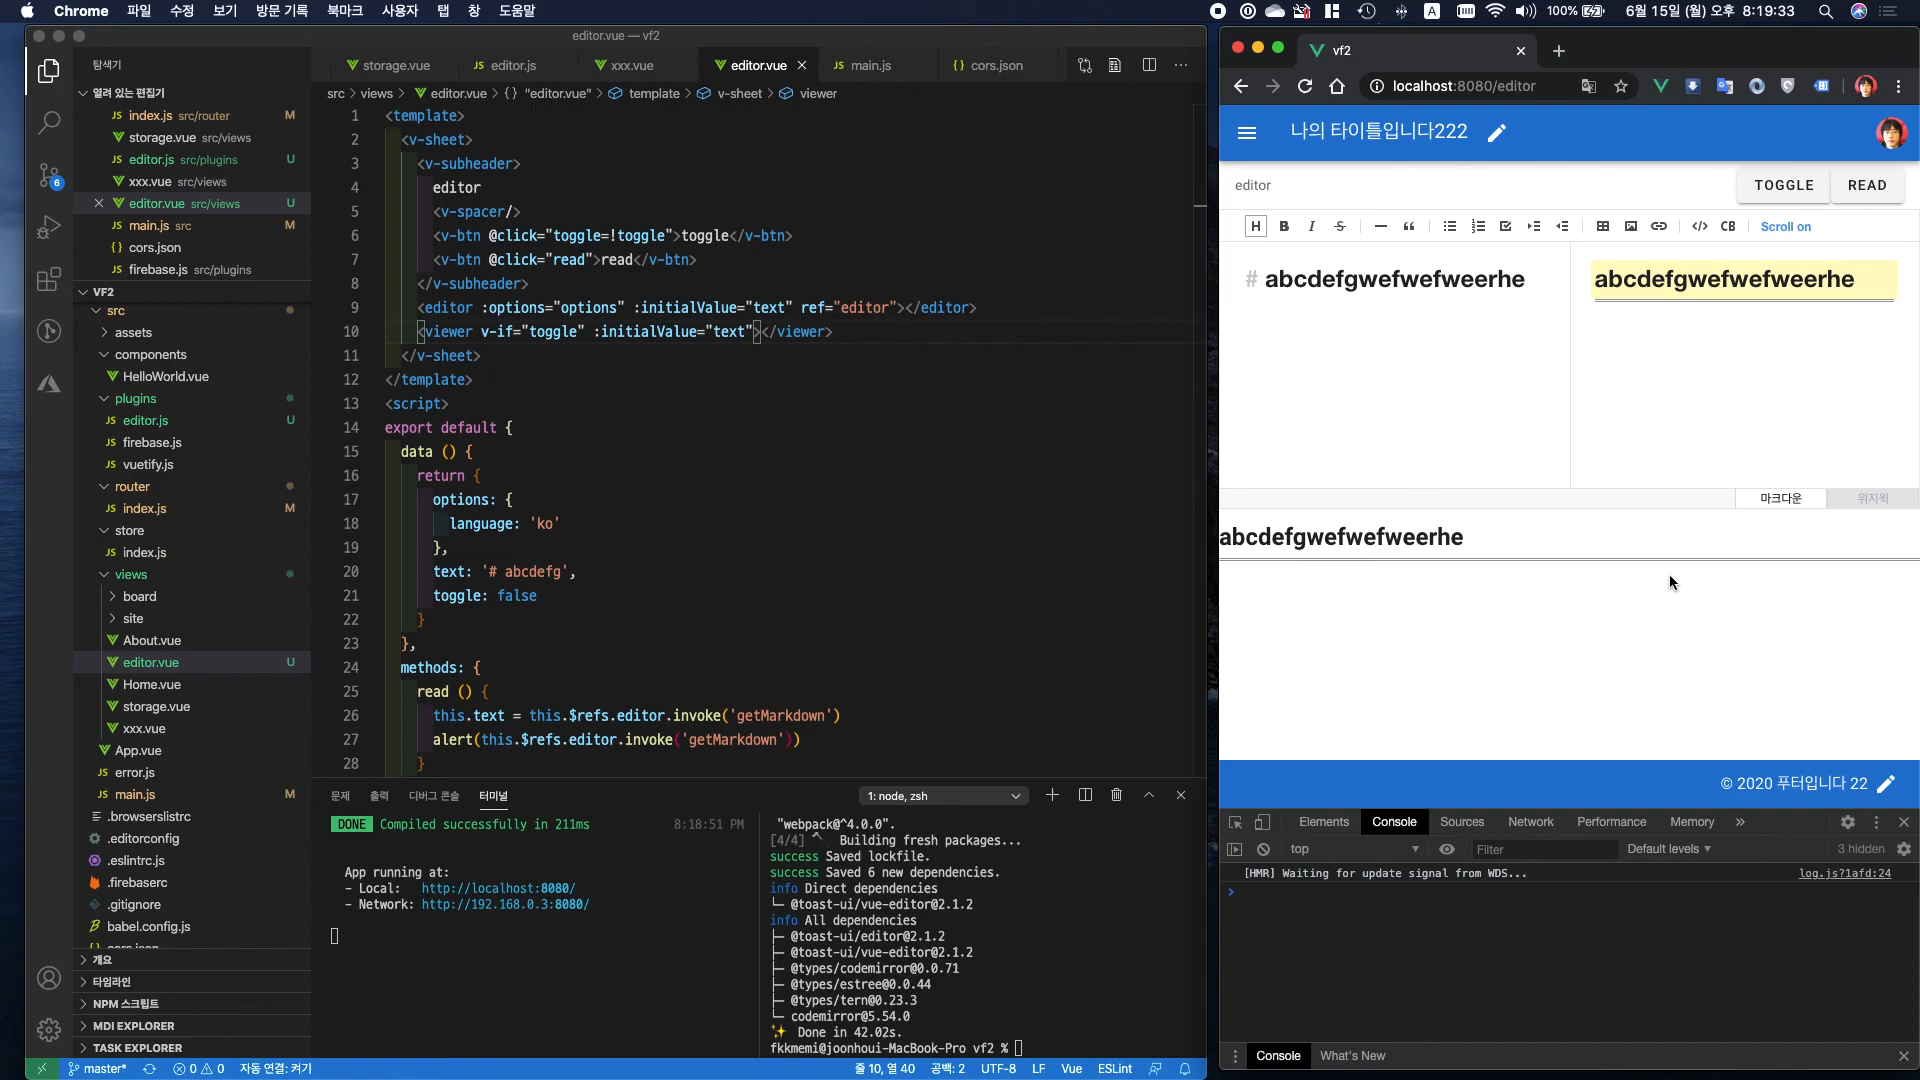 Chrome 파일 수정 보기 방문 기록 북마크 사용자 탭 창 도움말
A 100% 6월 15일 (월) 오후 8:19:33
editor.vue — vf2
탐색기
storage.vue
JS editor.js
xxx.vue
editor.vue
JS main.js
{} cors.json
src > views > editor.vue > {} "editor.vue" > template > v-sheet > viewer
열려 있는 편집기
JS index.js src/router M
storage.vue src/views
JS editor.js src/plugins U
xxx.vue src/views
editor.vue src/views U
JS main.js src M
{} cors.json
JS firebase.js src/plugins
VF2
src
assets
components
HelloWorld.vue
plugins
JS editor.js U
JS firebase.js
JS vuetify.js
router
JS index.js M
store
JS index.js
views
board
site
About.vue
editor.vue U
Home.vue
storage.vue
xxx.vue
App.vue
JS error.js
JS main.js M
.browserslistrc
.editorconfig
.eslintrc.js
.firebaserc
.gitignore
babel.config.js
{} cors.json
개요
타임라인
NPM 스크립트
MDI EXPLORER
TASK EXPLORER
6
1 <template>
2 <v-sheet>
3 <v-subheader>
4 editor
5 <v-spacer/>
6 <v-btn @click="toggle=!toggle">toggle</v-btn>
7 <v-btn @click="read">read</v-btn>
8 </v-subheader>
9 <editor :options="options" :initialValue="text" ref="editor"></editor>
10 <viewer v-if="toggle" :initialValue="text"></viewer>
11 </v-sheet>
12 </template>
13 <script>
14 export default {
15 data () {
16 return {
17 options: {
18 language: 'ko'
19 },
20 text: '# abcdefg',
21 toggle: false
22 }
23 },
24 methods: {
25 read () {
26 this.text = this.$refs.editor.invoke('getMarkdown')
27 alert(this.$refs.editor.invoke('getMarkdown'))
28 }
문제 출력 디버그 콘솔 터미널
1: node, zsh
DONE Compiled successfully in 211ms 8:18:51 PM
App running at:
- Local: http://localhost:8080/
- Network: http://192.168.0.3:8080/
"webpack@^4.0.0".
[4/4] Building fresh packages...
success Saved lockfile.
success Saved 6 new dependencies.
info Direct dependencies
└─ @toast-ui/vue-editor@2.1.2
info All dependencies
├─ @toast-ui/editor@2.1.2
├─ @toast-ui/vue-editor@2.1.2
├─ @types/codemirror@0.0.71
├─ @types/estree@0.0.44
├─ @types/tern@0.23.3
└─ codemirror@5.54.0
✨ Done in 42.02s.
fkkmemi@joonhoui-MacBook-Pro vf2 %
master* 0 0 자동 연결: 켜기
줄 10, 열 40 공백: 2 UTF-8 LF Vue ESLint
vf2
localhost:8080/editor
나의 타이틀입니다222
editor
TOGGLE READ
H B I S “ </> CB Scroll on
# abcdefgwefwefweerhe
abcdefgwefwefweerhe
마크다운 위지윅
abcdefgwefwefweerhe
© 2020 푸터입니다 22
Elements Console Sources Network Performance Memory »
top Filter Default levels ▼ 3 hidden
[HMR] Waiting for update signal from WDS... log.js?1afd:24
Console What's New